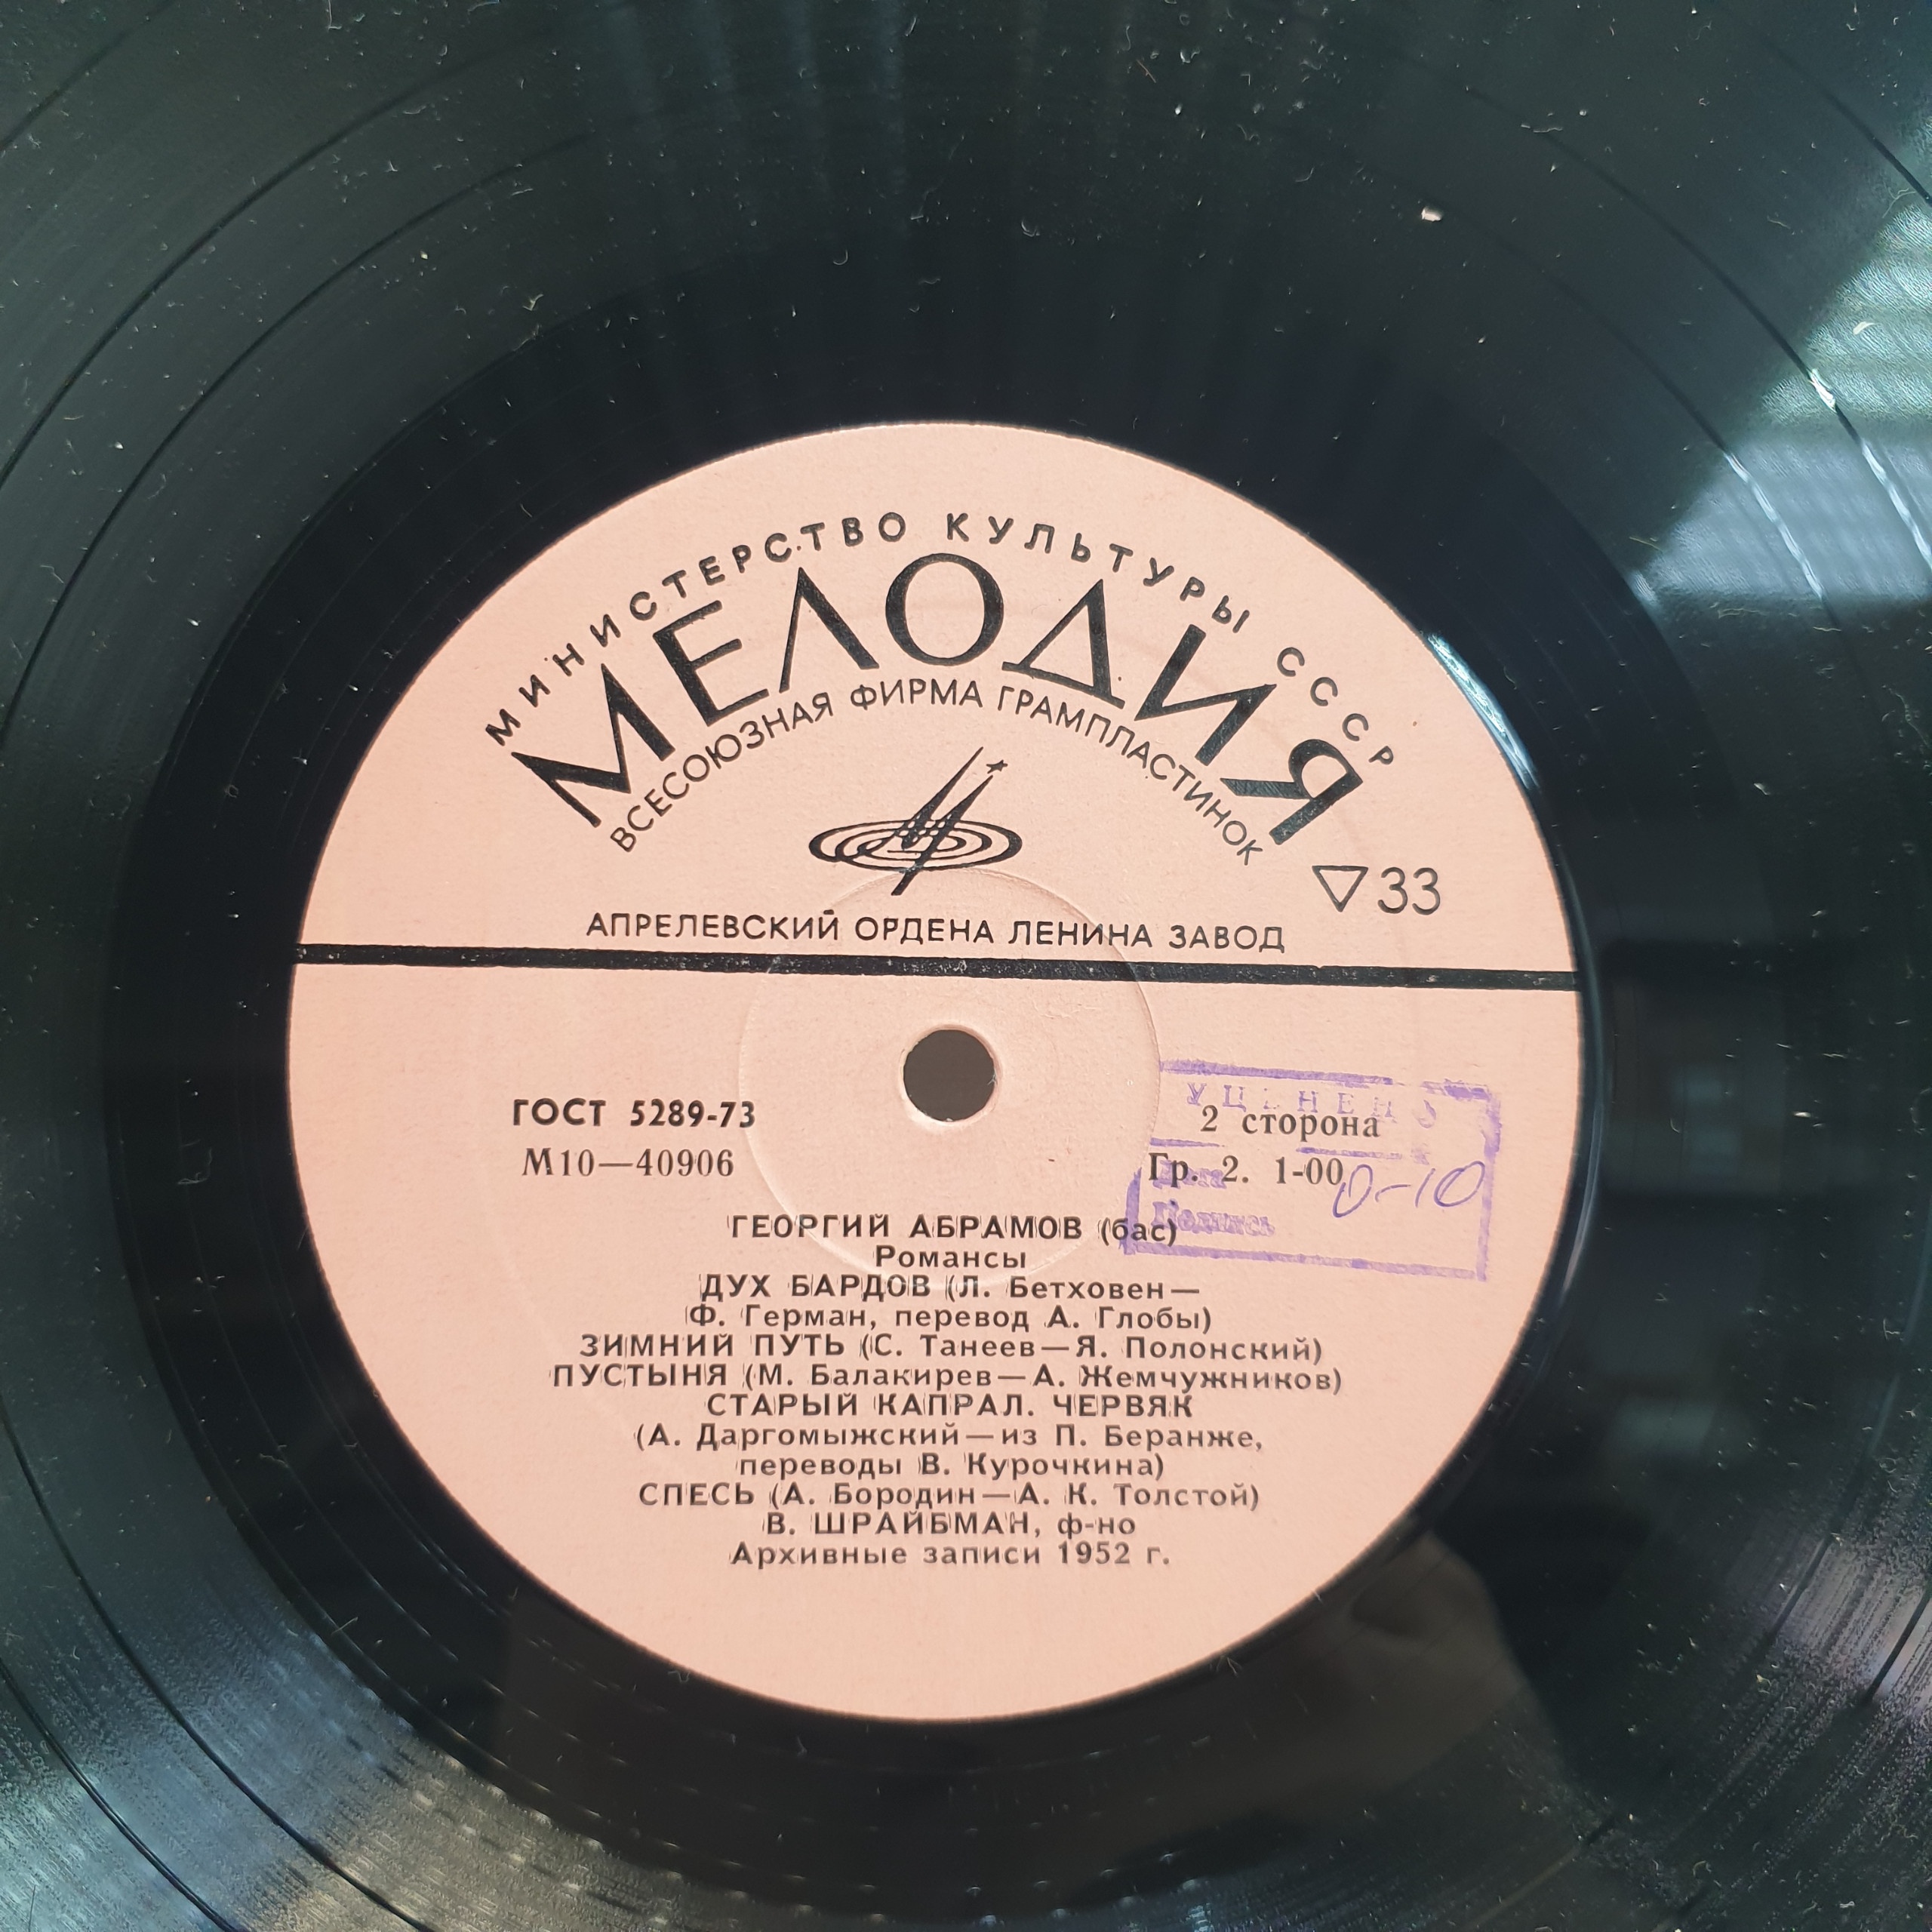 МИНИСТЕРСТВО КУЛЬТУРЫ СССР
МЕЛОДИЯ
ВСЕСОЮЗНАЯ ФИРМА ГРАМПЛАСТИНОК
▽33
АПРЕЛЕВСКИЙ ОРДЕНА ЛЕНИНА ЗАВОД
ГОСТ 5289-73
М10—40906
УЦЕНЕНО
2 сторона
Гр. 2. 1-00
0-10
Подпись
ГЕОРГИЙ АБРАМОВ (бас)
Романсы
ДУХ БАРДОВ (Л. Бетховен—
Ф. Герман, перевод А. Глобы)
ЗИМНИЙ ПУТЬ (С. Танеев—Я. Полонский)
ПУСТЫНЯ (М. Балакирев—А. Жемчужников)
СТАРЫЙ КАПРАЛ. ЧЕРВЯК
(А. Даргомыжский—из П. Беранже,
переводы В. Курочкина)
СПЕСЬ (А. Бородин—А. К. Толстой)
В. ШРАЙБМАН, ф-но
Архивные записи 1952 г.